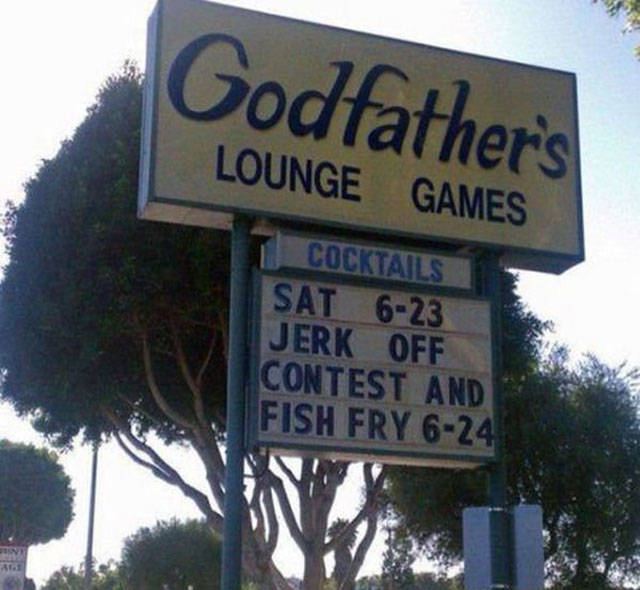 Godfather's
LOUNGE GAMES
COCKTAILS
SAT 6-23
JERK OFF
CONTEST AND
FISH FRY 6-24